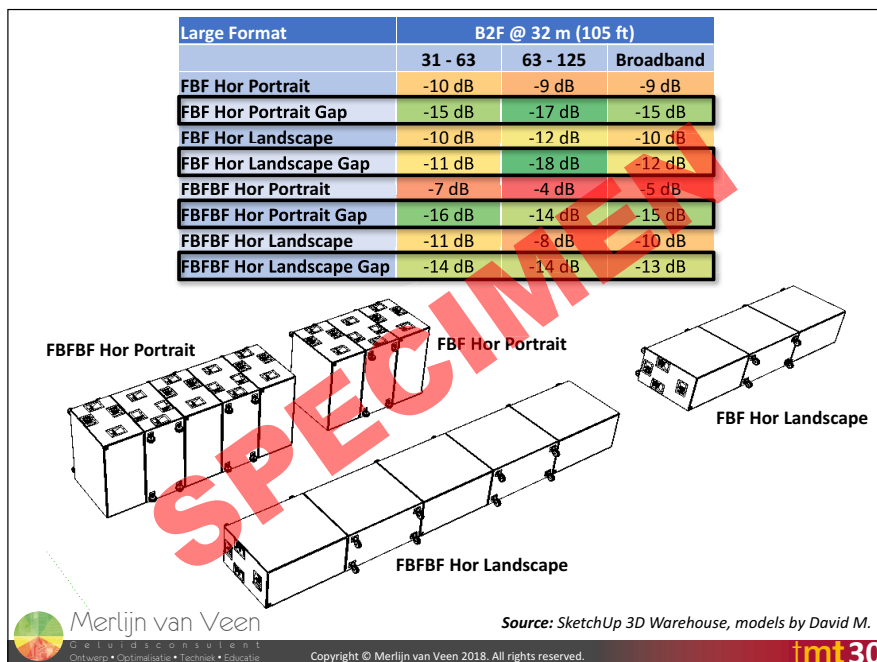 Large Format B2F @ 32 m (105 ft)
31 - 63 63 - 125 Broadband
FBF Hor Portrait -10 dB -9 dB -9 dB
FBF Hor Portrait Gap -15 dB -17 dB -15 dB
FBF Hor Landscape -10 dB -12 dB -10 dB
FBF Hor Landscape Gap -11 dB -18 dB -12 dB
FBFBF Hor Portrait -7 dB -4 dB -5 dB
FBFBF Hor Portrait Gap -16 dB -14 dB -15 dB
FBFBF Hor Landscape -11 dB -8 dB -10 dB
FBFBF Hor Landscape Gap -14 dB -14 dB -13 dB
SPECIMEN
FBFBF Hor Portrait
FBF Hor Portrait
FBF Hor Landscape
FBFBF Hor Landscape
Source: SketchUp 3D Warehouse, models by David M.
Merlijn van Veen
Geluidsconsulent
Ontwerp • Optimalisatie • Techniek • Educatie
Copyright © Merlijn van Veen 2018. All rights reserved.
tmt30